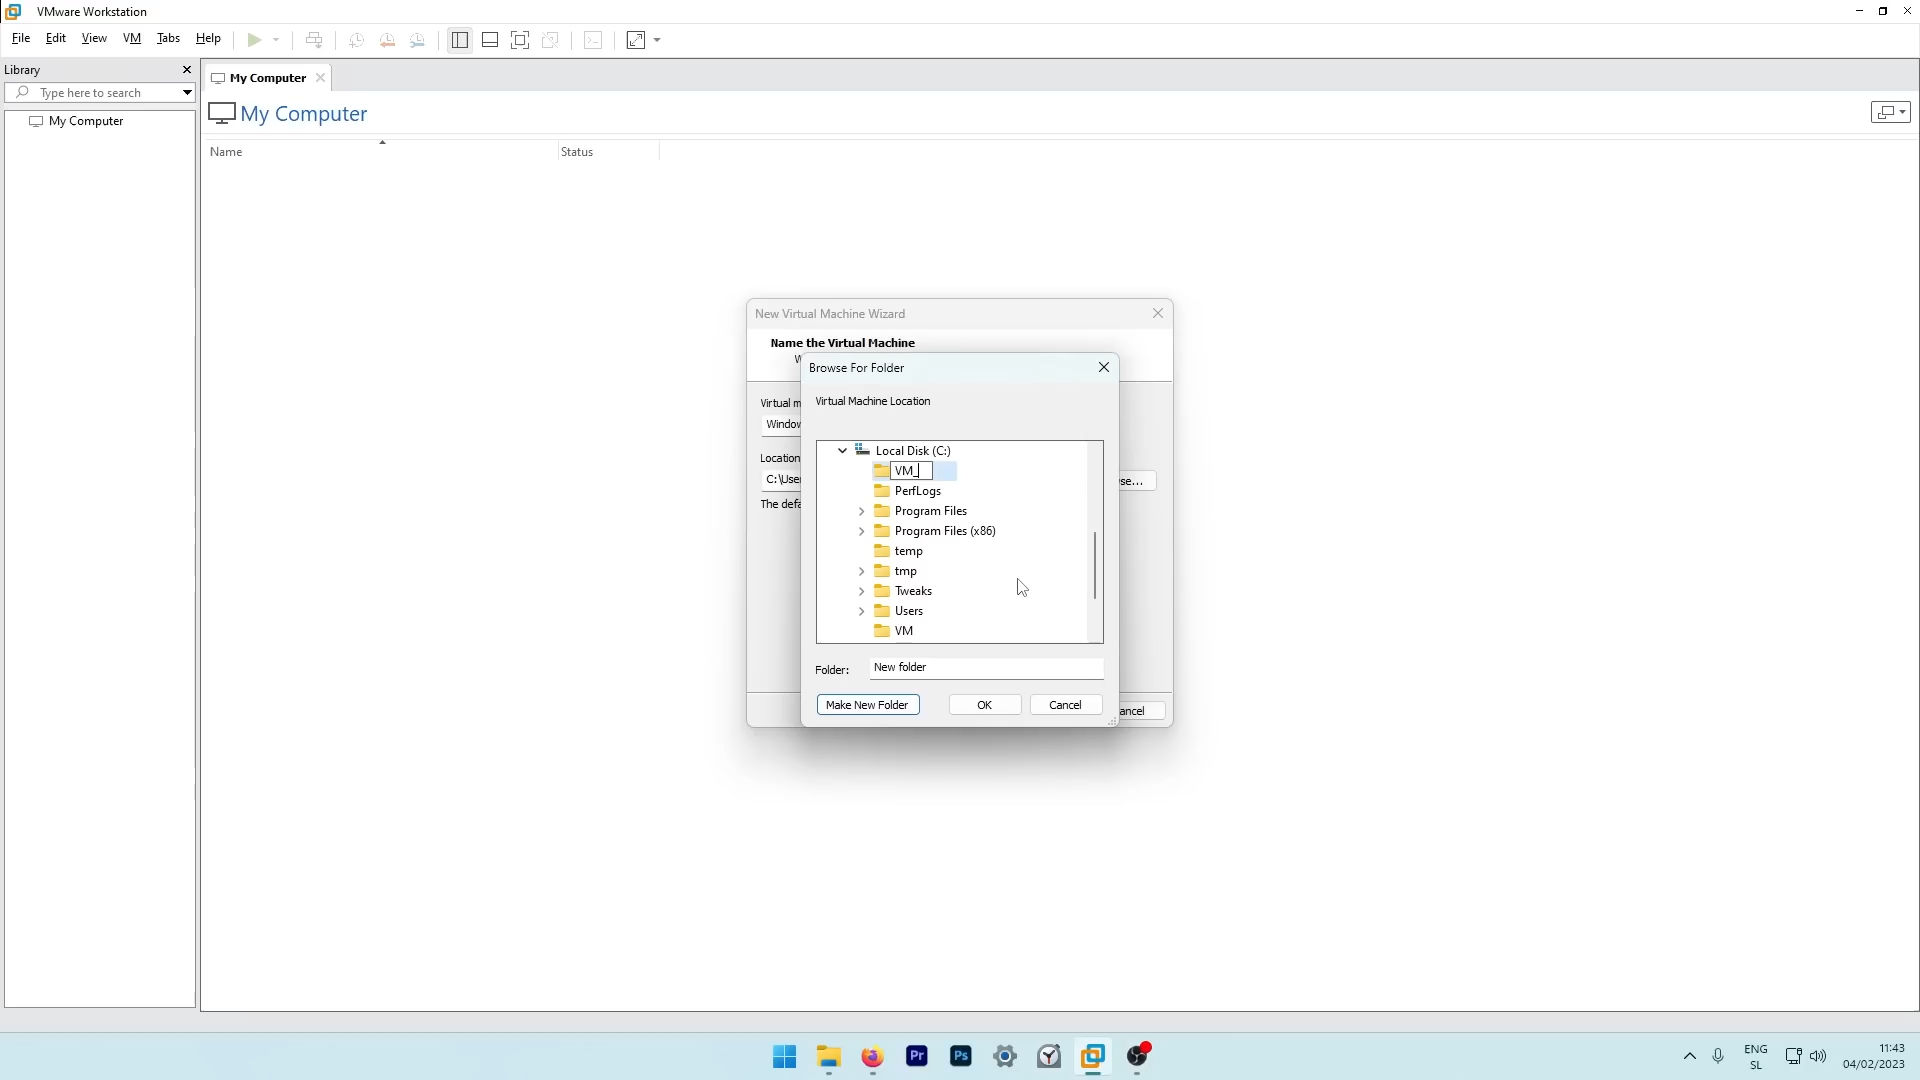 VMware Workstation
File Edit View VM Tabs Help
Library
My Computer
Type here to search
My Computer
My Computer
Name Status
New Virtual Machine Wizard
Name the Virtual Machine
Browse For Folder
Virtual Machine Location
Virtual m
Window
Local Disk (C:)
Location
VM_
C:\User
se...
PerfLogs
The defa
Program Files
Program Files (x86)
temp
tmp
Tweaks
Users
VM
Folder: New folder
Make New Folder OK Cancel
ancel
Pr Ps
ENG
SL
11:43
04/02/2023